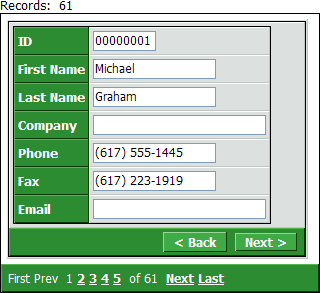 Records: 61
ID 00000001
First Name Michael
Last Name Graham
Company
Phone (617) 555-1445
Fax (617) 223-1919
Email
< Back Next >
First Prev 1 2 3 4 5 of 61 Next Last